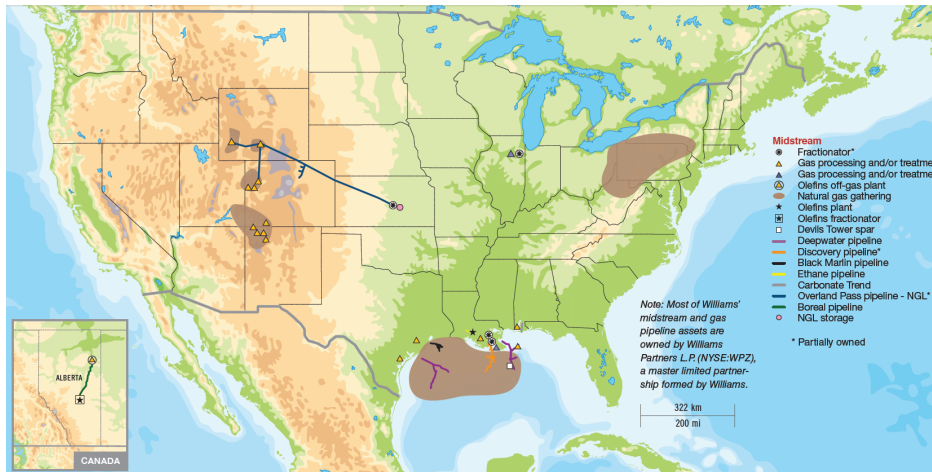 Midstream
Fractionator*
Gas processing and/or treatme
Gas processing and/or treatme
Olefins off-gas plant
Natural gas gathering
Olefins plant
Olefins fractionator
Devils Tower spar
Deepwater pipeline
Discovery pipeline*
Black Marlin pipeline
Ethane pipeline
Carbonate Trend
Overland Pass pipeline - NGL*
Boreal pipeline
NGL storage
* Partially owned
Note: Most of Williams'
midstream and gas
pipeline assets are
owned by Williams
Partners L.P. (NYSE:WPZ),
a master limited partner-
ship formed by Williams.
322 km
200 mi
ALBERTA
CANADA